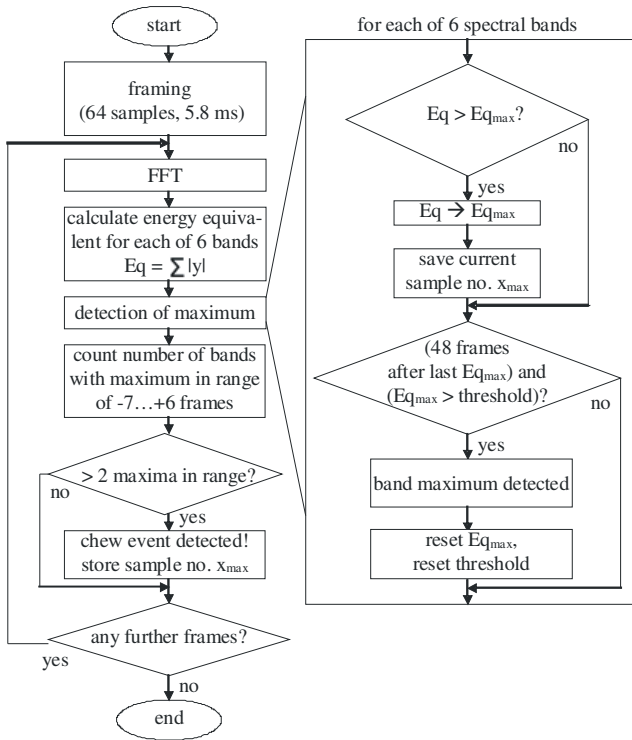 start
framing
(64 samples, 5.8 ms)
FFT
calculate energy equiva-
lent for each of 6 bands
Eq = ∑ |y|
detection of maximum
count number of bands
with maximum in range
of -7…+6 frames
> 2 maxima in range?
no
yes
chew event detected!
store sample no. xmax
any further frames?
yes
no
end
for each of 6 spectral bands
Eq > Eqmax?
no
yes
Eq → Eqmax
save current
sample no. xmax
(48 frames
after last Eqmax) and
(Eqmax > threshold)?
no
yes
band maximum detected
reset Eqmax,
reset threshold